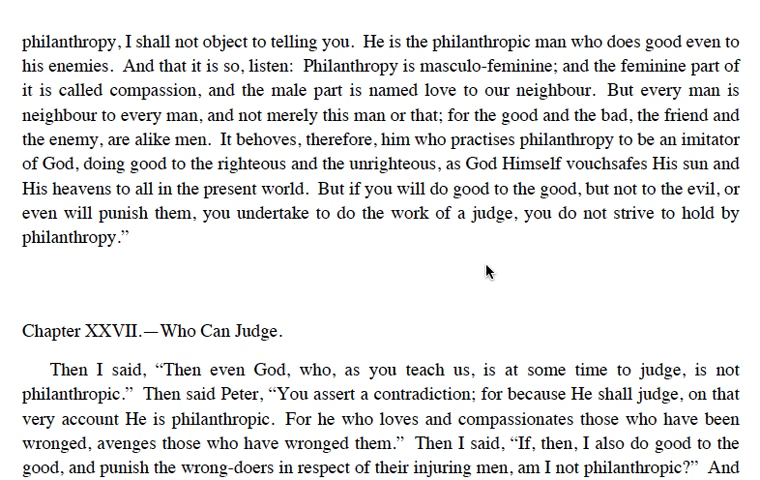 philanthropy, I shall not object to telling you.  He is the philanthropic man who does good even to
his enemies.  And that it is so, listen:  Philanthropy is masculo-feminine; and the feminine part of
it is called compassion, and the male part is named love to our neighbour.  But every man is
neighbour to every man, and not merely this man or that; for the good and the bad, the friend and
the enemy, are alike men.  It behoves, therefore, him who practises philanthropy to be an imitator
of God, doing good to the righteous and the unrighteous, as God Himself vouchsafes His sun and
His heavens to all in the present world.  But if you will do good to the good, but not to the evil, or
even will punish them, you undertake to do the work of a judge, you do not strive to hold by
philanthropy.”
Chapter XXVII.—Who Can Judge.
Then I said, “Then even God, who, as you teach us, is at some time to judge, is not
philanthropic.”  Then said Peter, “You assert a contradiction; for because He shall judge, on that
very account He is philanthropic.  For he who loves and compassionates those who have been
wronged, avenges those who have wronged them.”  Then I said, “If, then, I also do good to the
good, and punish the wrong-doers in respect of their injuring men, am I not philanthropic?”  And